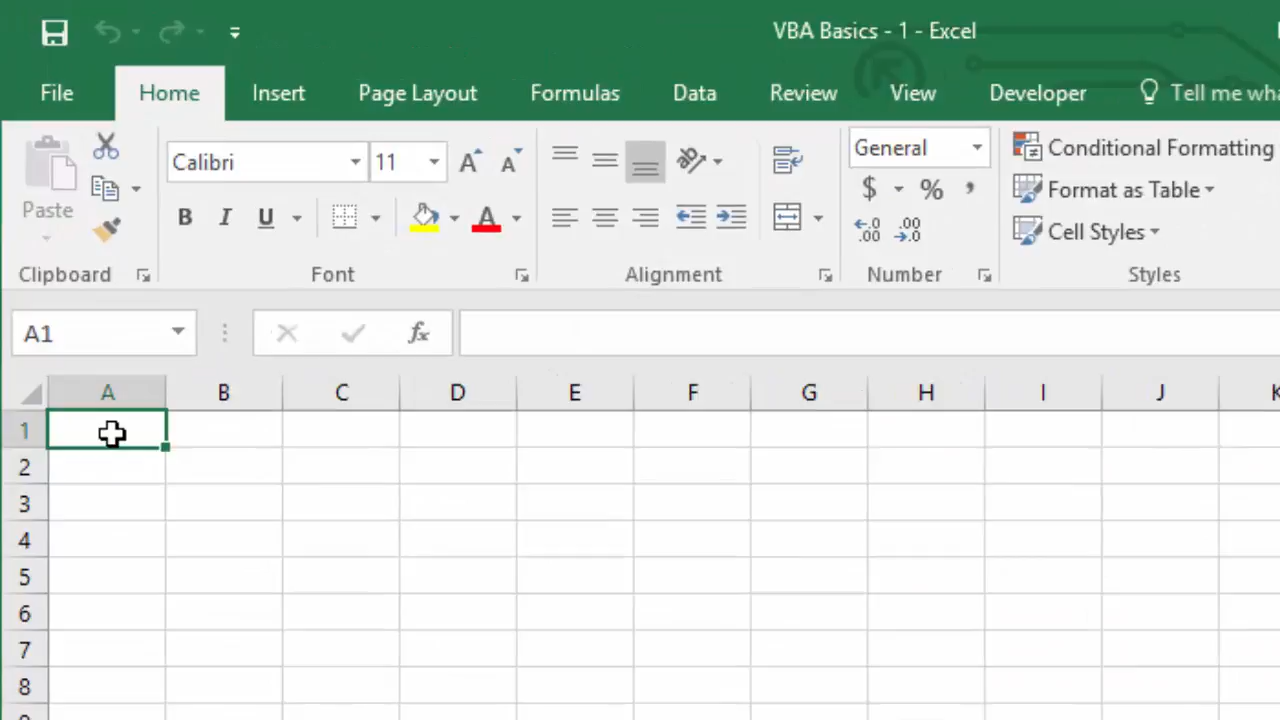 VBA Basics - 1 - Excel
File Home Insert Page Layout Formulas Data Review View Developer Tell me wha
Calibri 11 General Conditional Formatting
Paste $ % , Format as Table
B I U A .00 .00 Cell Styles
Clipboard Font Alignment Number Styles
A1 fx
A B C D E F G H I J K
1
2
3
4
5
6
7
8